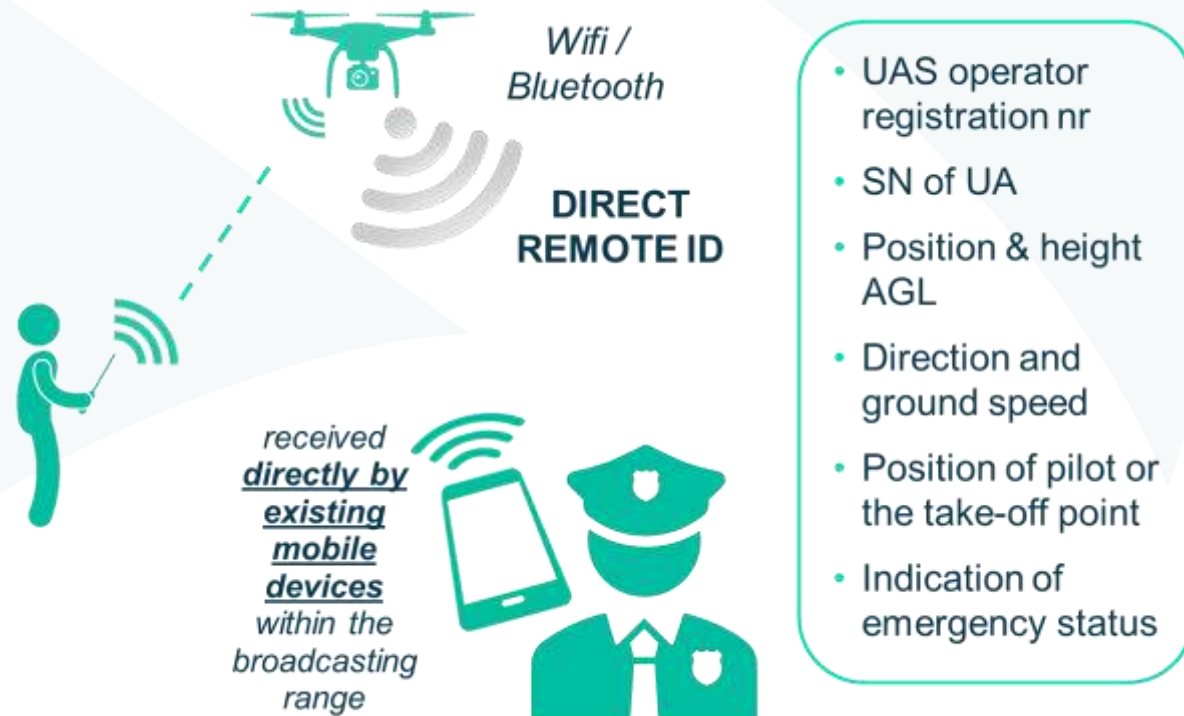 Wifi /
Bluetooth
DIRECT
REMOTE ID
received
directly by
existing
mobile
devices
within the
broadcasting
range
• UAS operator
registration nr
• SN of UA
• Position & height
AGL
• Direction and
ground speed
• Position of pilot or
the take-off point
• Indication of
emergency status